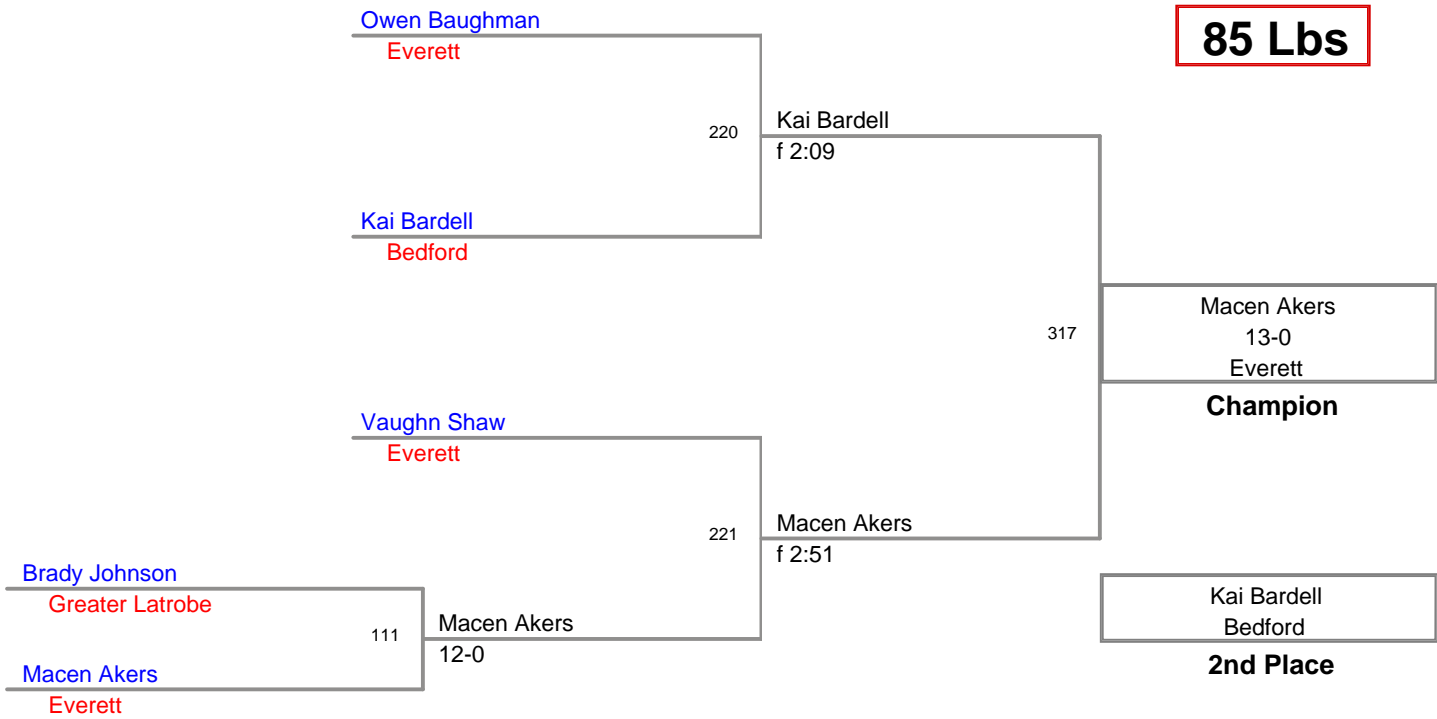 85 Lbs
Owen Baughman
Everett
220
Kai Bardell
f 2:09
Kai Bardell
Bedford
317
Macen Akers
13-0
Everett
Champion
Vaughn Shaw
Everett
221
Macen Akers
f 2:51
Brady Johnson
Greater Latrobe
111
Macen Akers
12-0
Macen Akers
Everett
Kai Bardell
Bedford
2nd Place